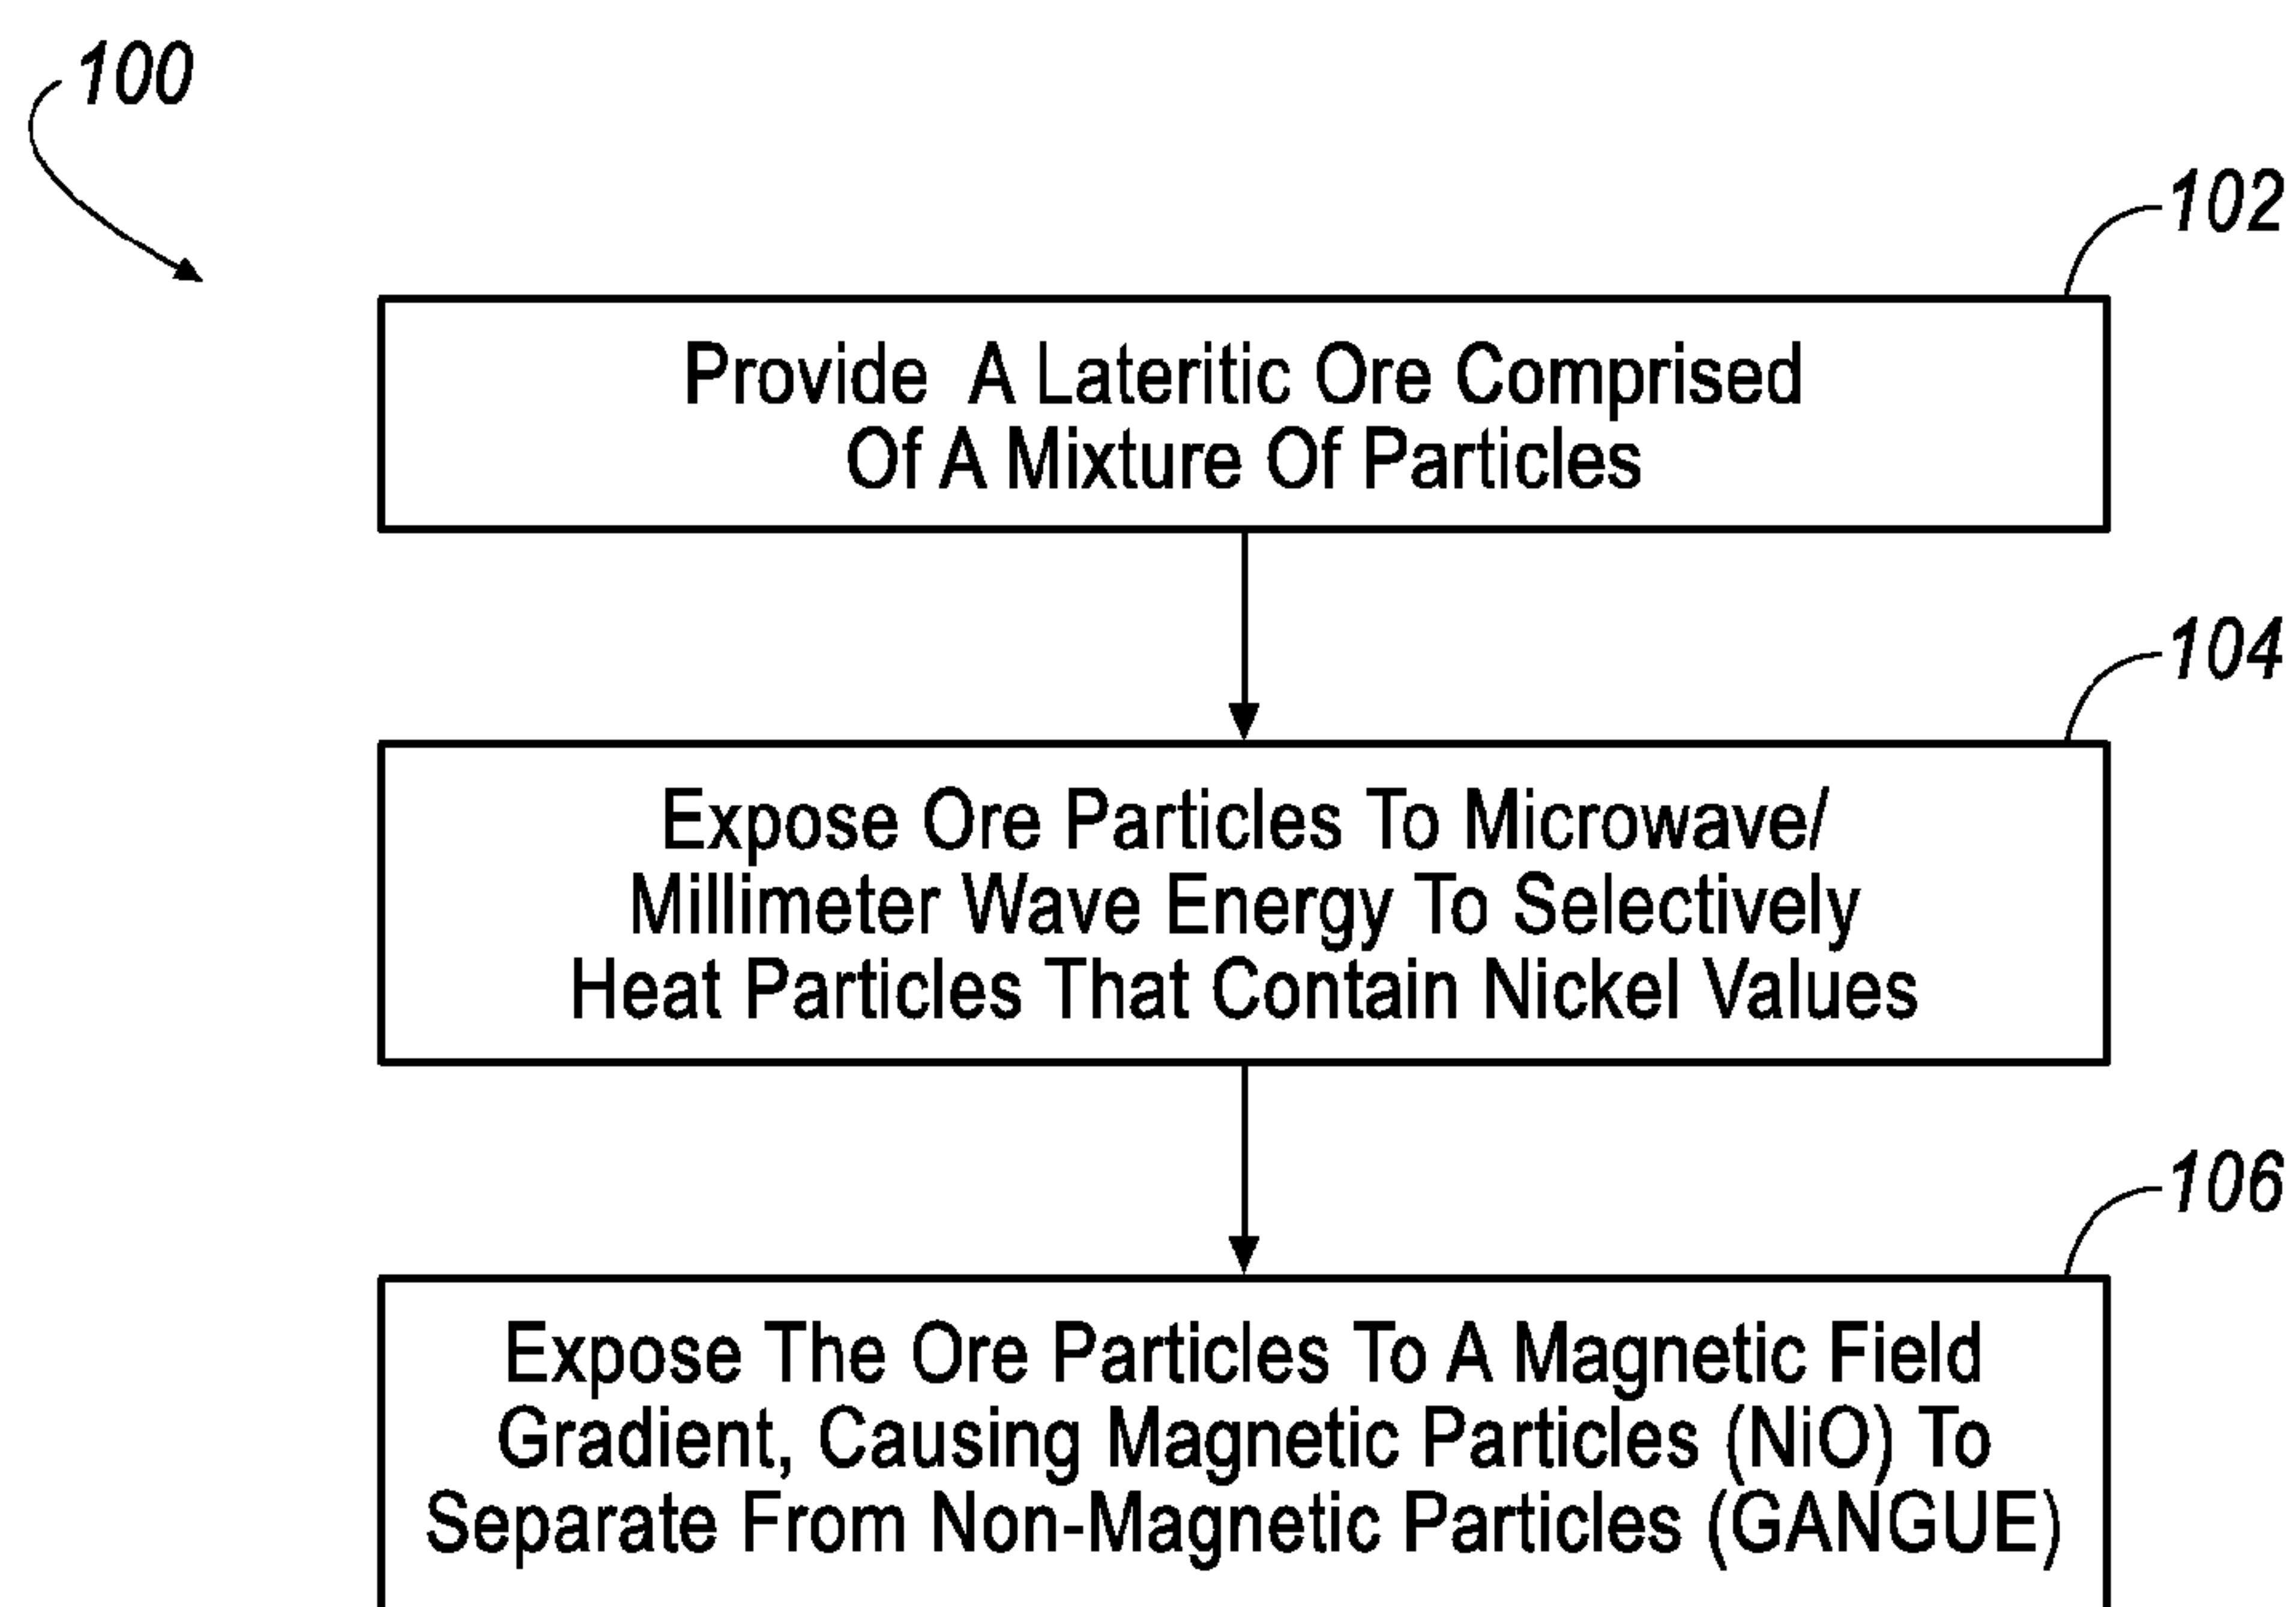 100
102
Provide A Lateritic Ore Comprised
Of A Mixture Of Particles
104
Expose Ore Particles To Microwave/
Millimeter Wave Energy To Selectively
Heat Particles That Contain Nickel Values
106
Expose The Ore Particles To A Magnetic Field
Gradient, Causing Magnetic Particles (NiO) To
Separate From Non-Magnetic Particles (GANGUE)